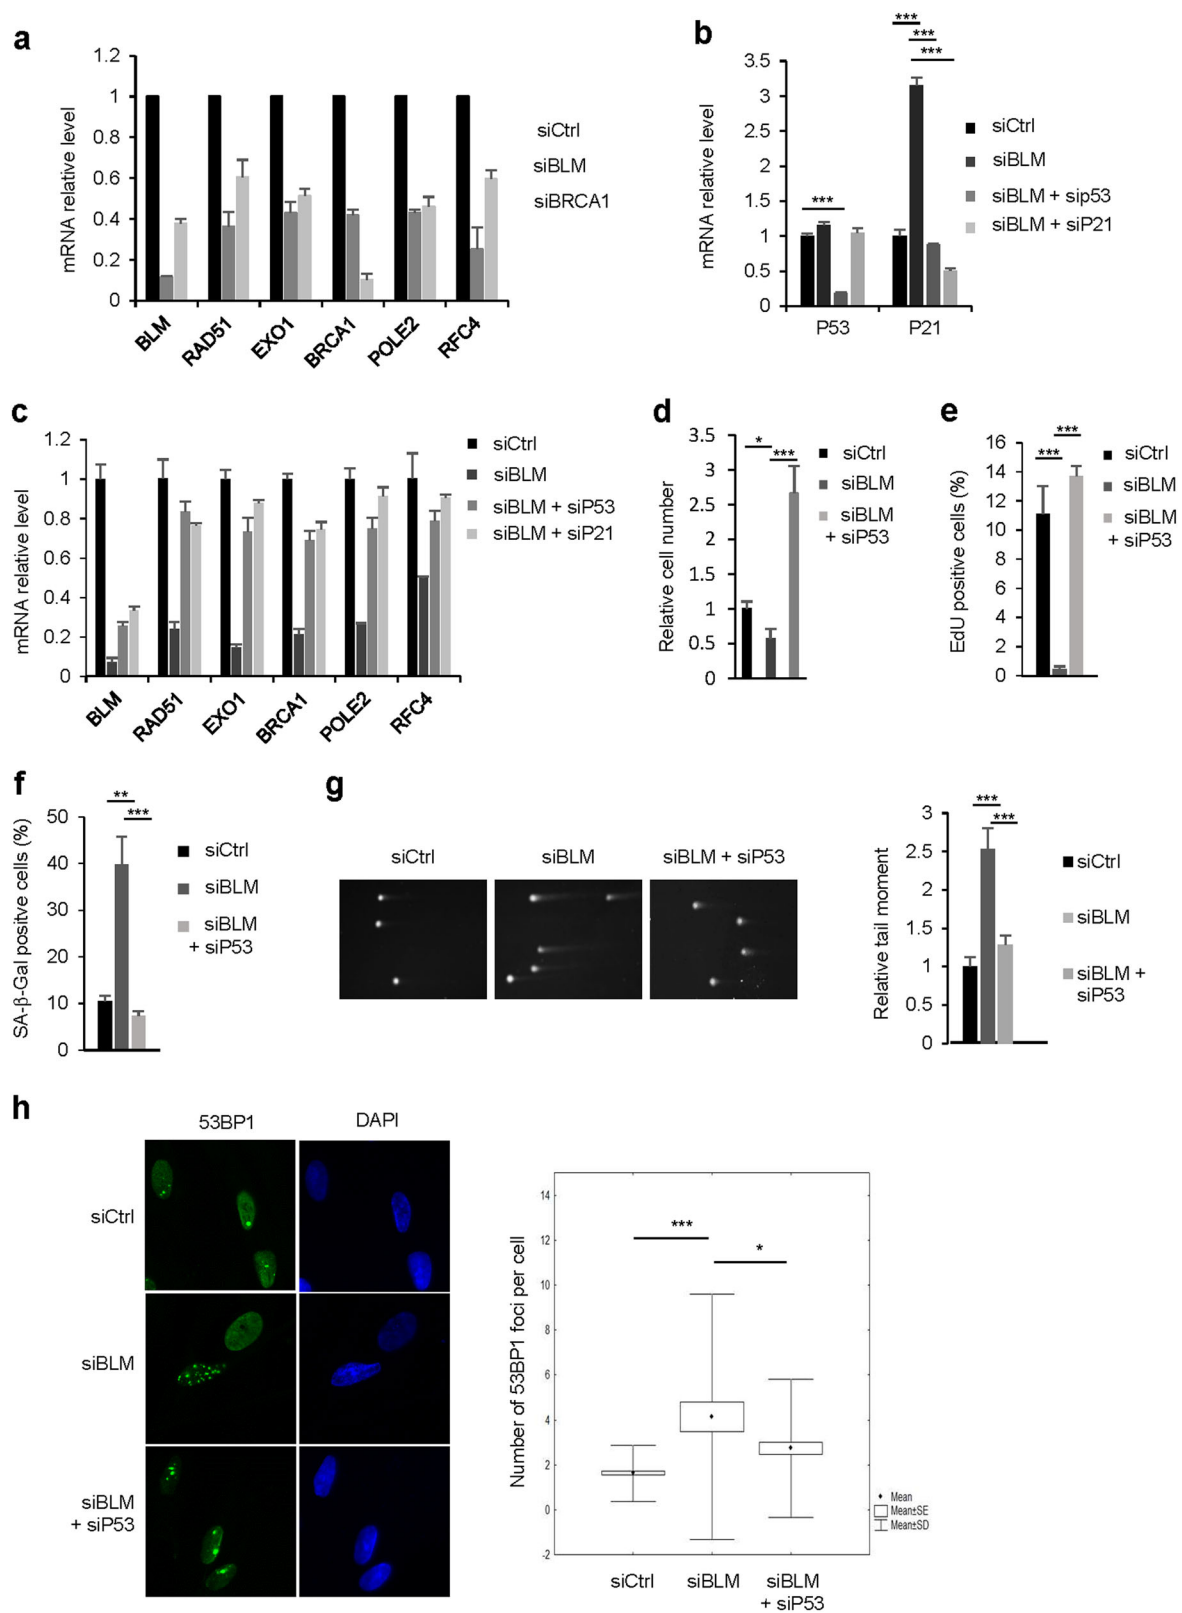 a
mRNA relative level
1.2
1
0.8
0.6
0.4
0.2
0
BLM
RAD51
EXO1
BRCA1
POLE2
RFC4
siCtrl
siBLM
siBRCA1
b
mRNA relative level
3.5
3
2.5
2
1.5
1
0.5
0
***
***
***
***
P53
P21
siCtrl
siBLM
siBLM + sip53
siBLM + siP21
c
mRNA relative level
1.2
1
0.8
0.6
0.4
0.2
0
BLM
RAD51
EXO1
BRCA1
POLE2
RFC4
siCtrl
siBLM
siBLM + siP53
siBLM + siP21
d
Relative cell number
3.5
3
2.5
2
1.5
1
0.5
0
*
***
siCtrl
siBLM
siBLM
+ siP53
e
EdU positive cells (%)
16
14
12
10
8
6
4
2
0
***
***
siCtrl
siBLM
siBLM
+ siP53
f
SA-β-Gal positve cells (%)
50
40
30
20
10
0
**
***
siCtrl
siBLM
siBLM
+ siP53
g
siCtrl
siBLM
siBLM + siP53
Relative tail moment
3
2.5
2
1.5
1
0.5
0
***
***
siCtrl
siBLM
siBLM +
siP53
h
53BP1
DAPI
siCtrl
siBLM
siBLM
+ siP53
Number of 53BP1 foci per cell
14
12
10
8
6
4
2
0
-2
***
*
siCtrl
siBLM
siBLM
+ siP53
Mean
Mean±SE
Mean±SD